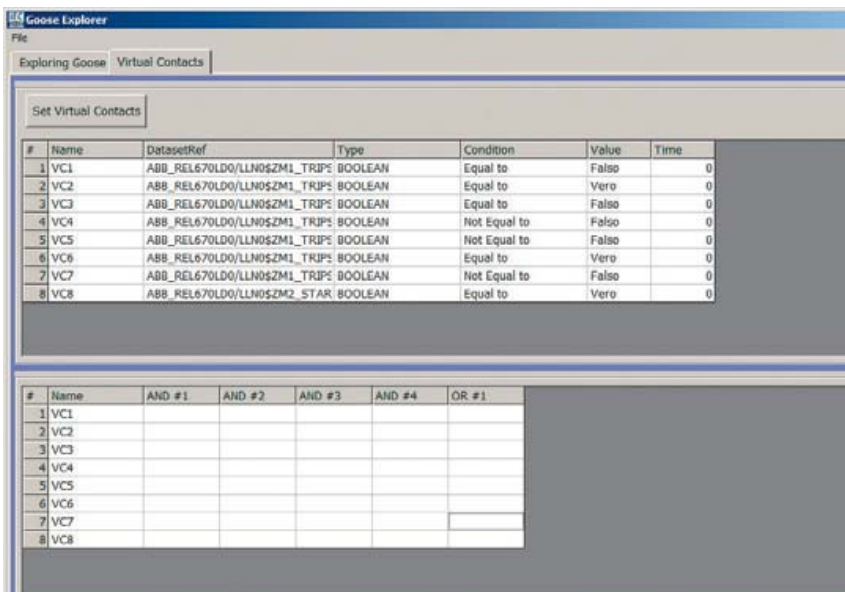 Goose Explorer
File
Exploring Goose Virtual Contacts
Set Virtual Contacts
# Name DatasetRef Type Condition Value Time
1 VC1 ABB_REL670LD0/LLN0$ZM1_TRIPS BOOLEAN Equal to Falso 0
2 VC2 ABB_REL670LD0/LLN0$ZM1_TRIPS BOOLEAN Equal to Vero 0
3 VC3 ABB_REL670LD0/LLN0$ZM1_TRIPS BOOLEAN Equal to Falso 0
4 VC4 ABB_REL670LD0/LLN0$ZM1_TRIPS BOOLEAN Not Equal to Falso 0
5 VC5 ABB_REL670LD0/LLN0$ZM1_TRIPS BOOLEAN Not Equal to Falso 0
6 VC6 ABB_REL670LD0/LLN0$ZM1_TRIPS BOOLEAN Equal to Vero 0
7 VC7 ABB_REL670LD0/LLN0$ZM1_TRIPS BOOLEAN Not Equal to Falso 0
8 VC8 ABB_REL670LD0/LLN0$ZM2_STAR BOOLEAN Equal to Vero 0
# Name AND #1 AND #2 AND #3 AND #4 OR #1
1 VC1
2 VC2
3 VC3
4 VC4
5 VC5
6 VC6
7 VC7
8 VC8